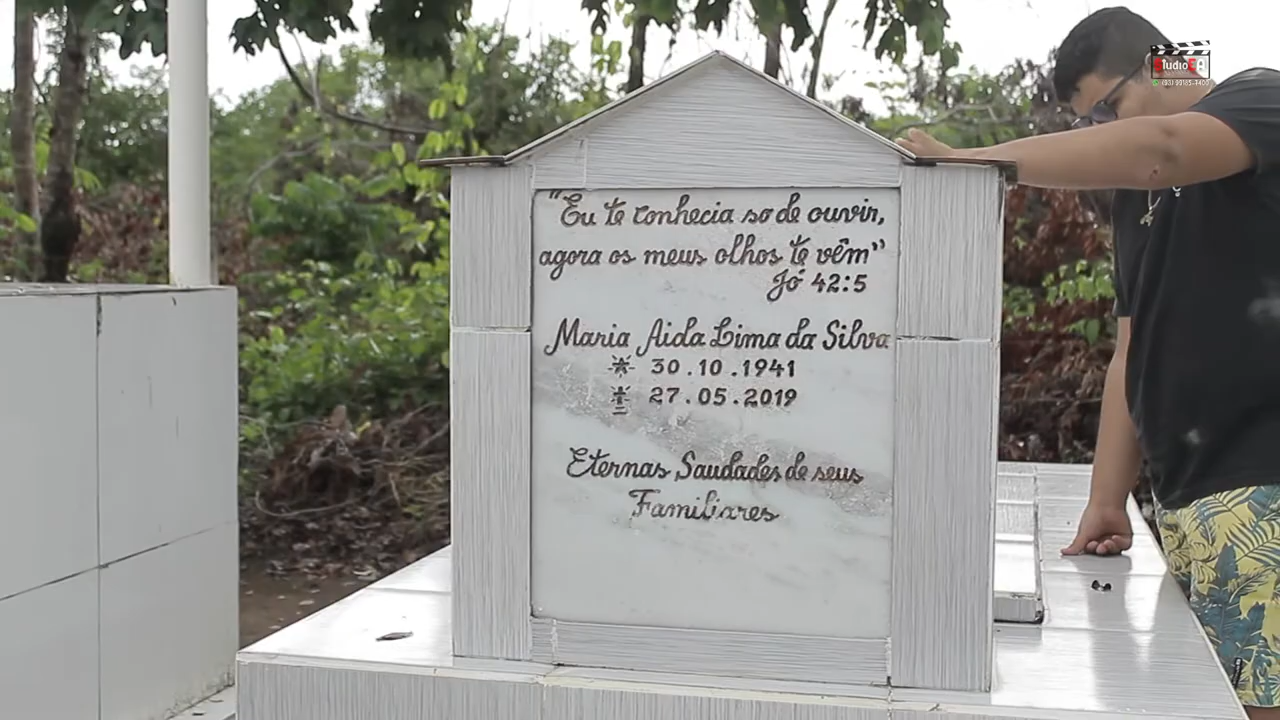 "Eu te conhecia so de ouvir,
agora os meus olhos te vêm"
Jó 42:5
Maria Aida Lima da Silva
30.10.1941
27.05.2019
Eternas Saudades de seus
Familiares